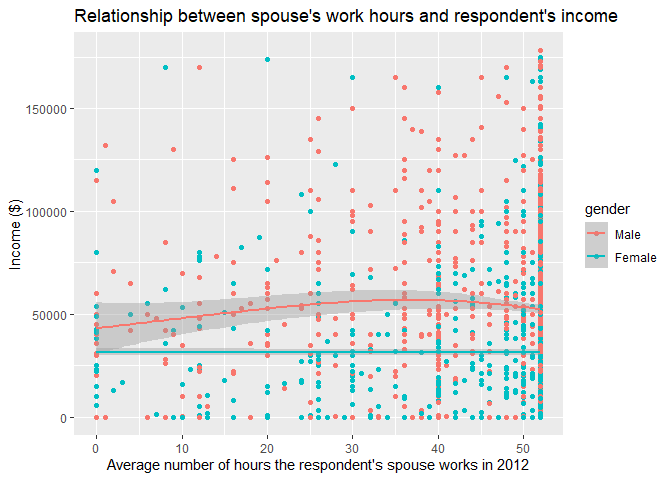 Relationship between spouse's work hours and respondent's income
Income ($)
150000
100000
50000
0
0
10
20
30
40
50
Average number of hours the respondent's spouse works in 2012
gender
Male
Female